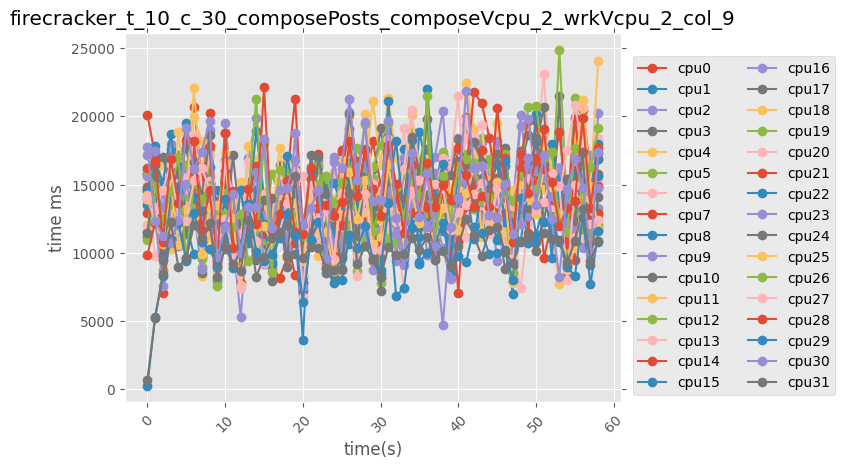 firecracker_t_10_c_30_composePosts_composeVcpu_2_wrkVcpu_2_col_9
25000
20000
15000
10000
5000
0
time ms
0
10
20
30
40
50
60
time(s)
cpu0
cpu1
cpu2
cpu3
cpu4
cpu5
cpu6
cpu7
cpu8
cpu9
cpu10
cpu11
cpu12
cpu13
cpu14
cpu15
cpu16
cpu17
cpu18
cpu19
cpu20
cpu21
cpu22
cpu23
cpu24
cpu25
cpu26
cpu27
cpu28
cpu29
cpu30
cpu31